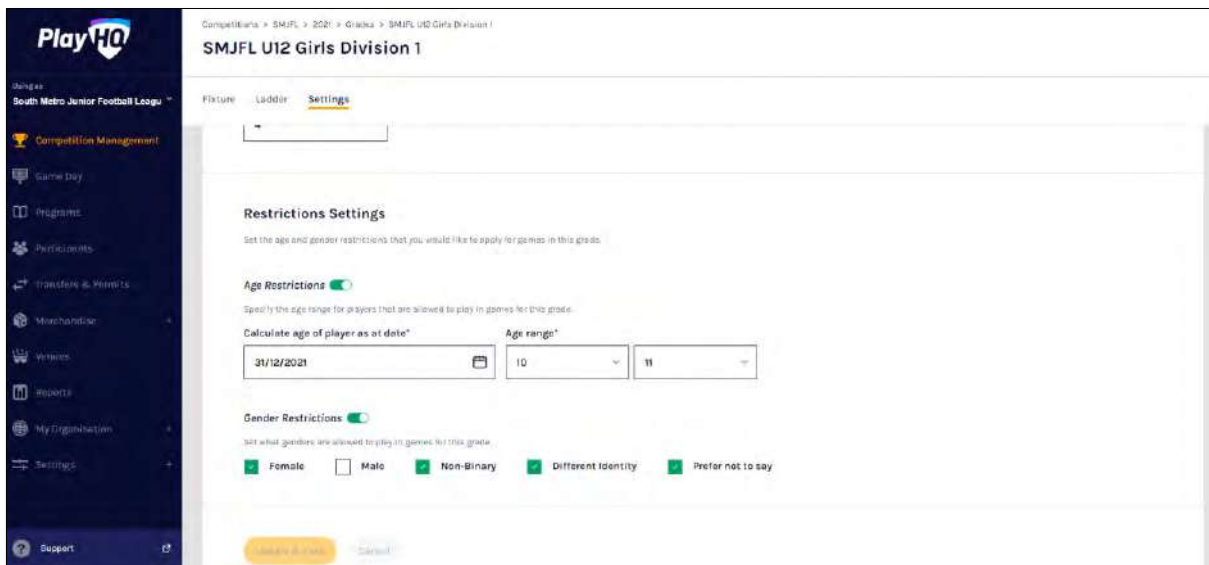 PlayHQ
Using as
South Metro Junior Football Leagu
Competition Management
Game Day
Programs
Participants
Transfers & Permits
Merchandise
Venues
Reports
My Organisation
Settings
Support
Competitions > SMJFL > 2021 > Grades > SMJFL U12 Girls Division 1
SMJFL U12 Girls Division 1
Fixture Ladder Settings
4
Restrictions Settings
Set the age and gender restrictions that you would like to apply for games in this grade.
Age Restrictions
Specify the age range for players that are allowed to play in games for this grade.
Calculate age of player as at date* Age range*
31/12/2021 10 11
Gender Restrictions
Set what genders are allowed to play in games for this grade
Female Male Non-Binary Different Identity Prefer not to say
Cancel